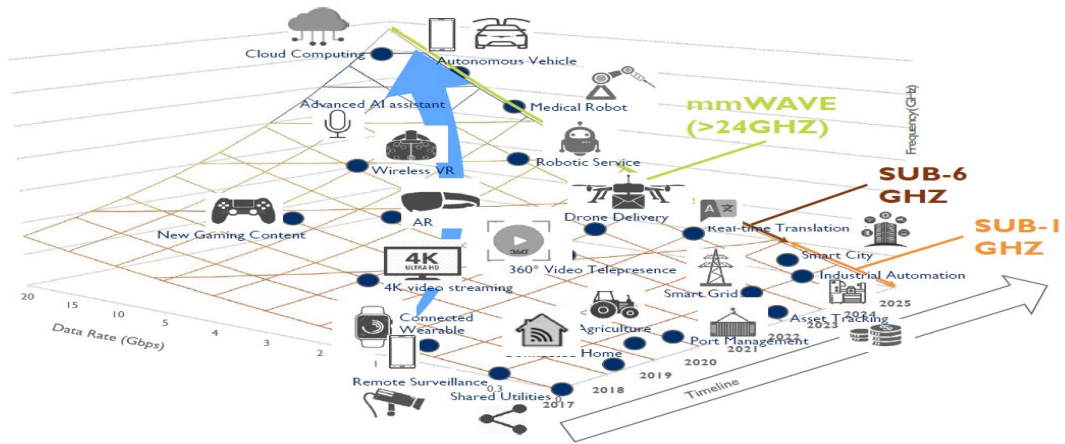 Cloud Computing
Autonomous Vehicle
Advanced AI assistant
Medical Robot
mmWAVE
(>24GHZ)
Frequency(GHz)
Wireless VR
Robotic Service
SUB-6
GHZ
AR
Drone Delivery
A
Real-time Translation
SUB-1
GHZ
New Gaming Content
360°
4K
ULTRA HD
360° Video Telepresence
Smart City
Industrial Automation
4K video streaming
Smart Grid
Connected
Wearable
Agriculture
Asset Tracking
Port Management
Home
Remote Surveillance
Shared Utilities
20
15
10
5
4
3
2
1
0.3
0
Data Rate (Gbps)
2017
2018
2019
2020
2021
2022
2023
2024
2025
Timeline